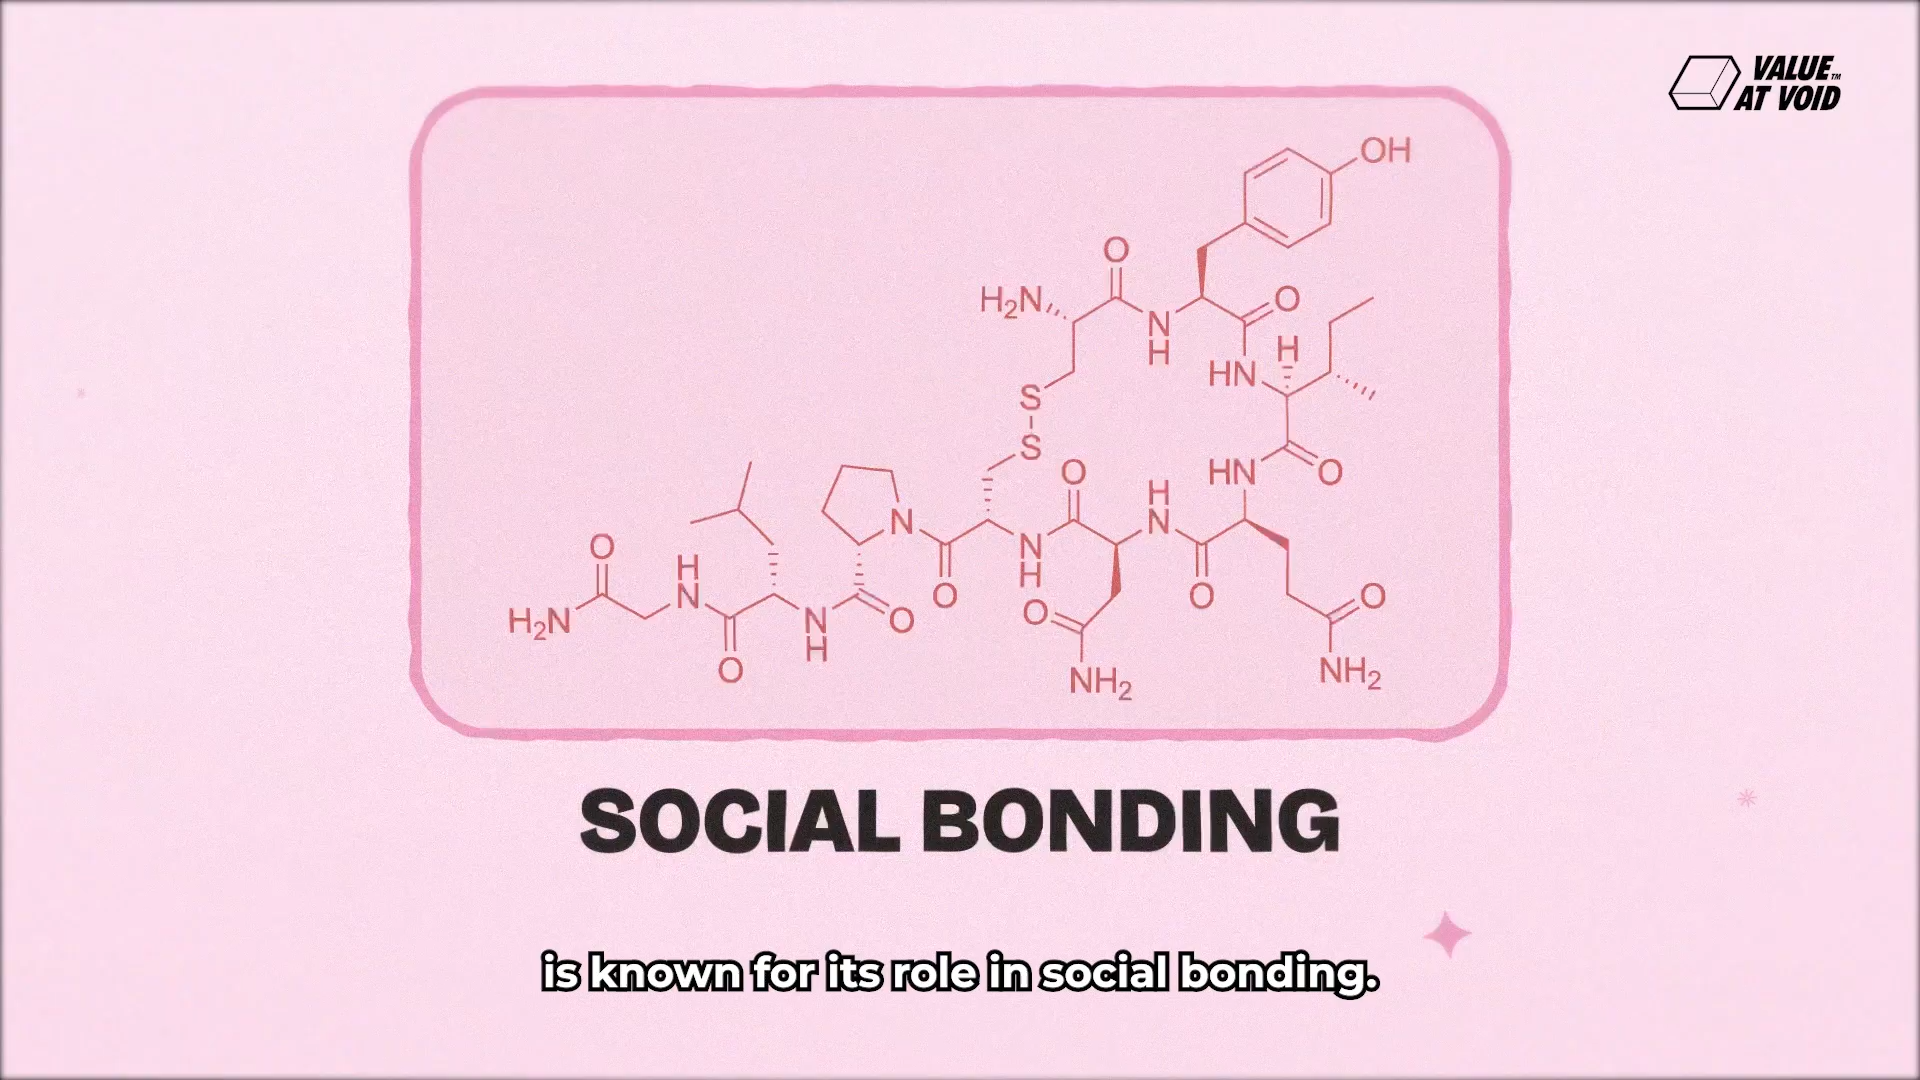 VALUE™
AT VOID
OH
O
H₂N
N
H
O
H
HN
S
S
O
HN
O
H
N
N
O
N
H
O
H
N
O
O
O
O
H₂N
N
H
O
O
NH₂
NH₂
SOCIAL BONDING
is known for its role in social bonding.